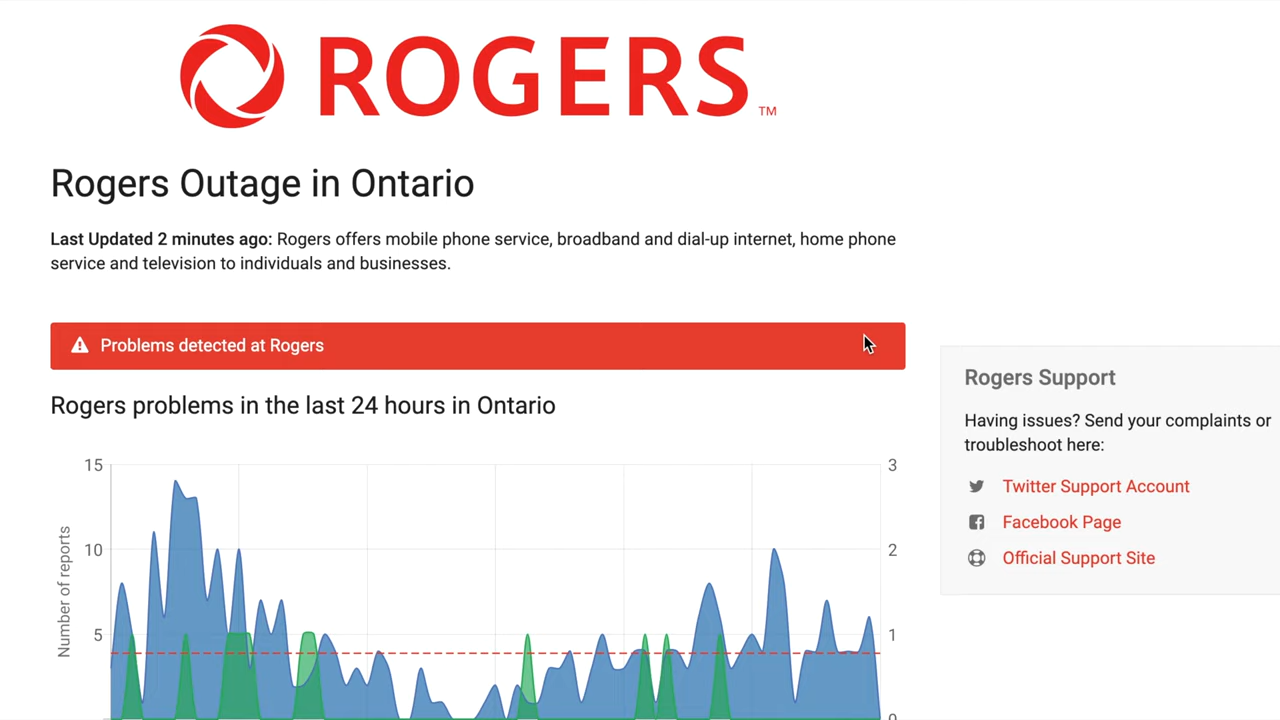 ROGERS™
Rogers Outage in Ontario
Last Updated 2 minutes ago: Rogers offers mobile phone service, broadband and dial-up internet, home phone
service and television to individuals and businesses.
Problems detected at Rogers
Rogers problems in the last 24 hours in Ontario
15
10
5
Number of reports
3
2
1
0
Rogers Support
Having issues? Send your complaints or
troubleshoot here:
Twitter Support Account
Facebook Page
Official Support Site